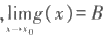 , lim g(x) = B
x→x₀